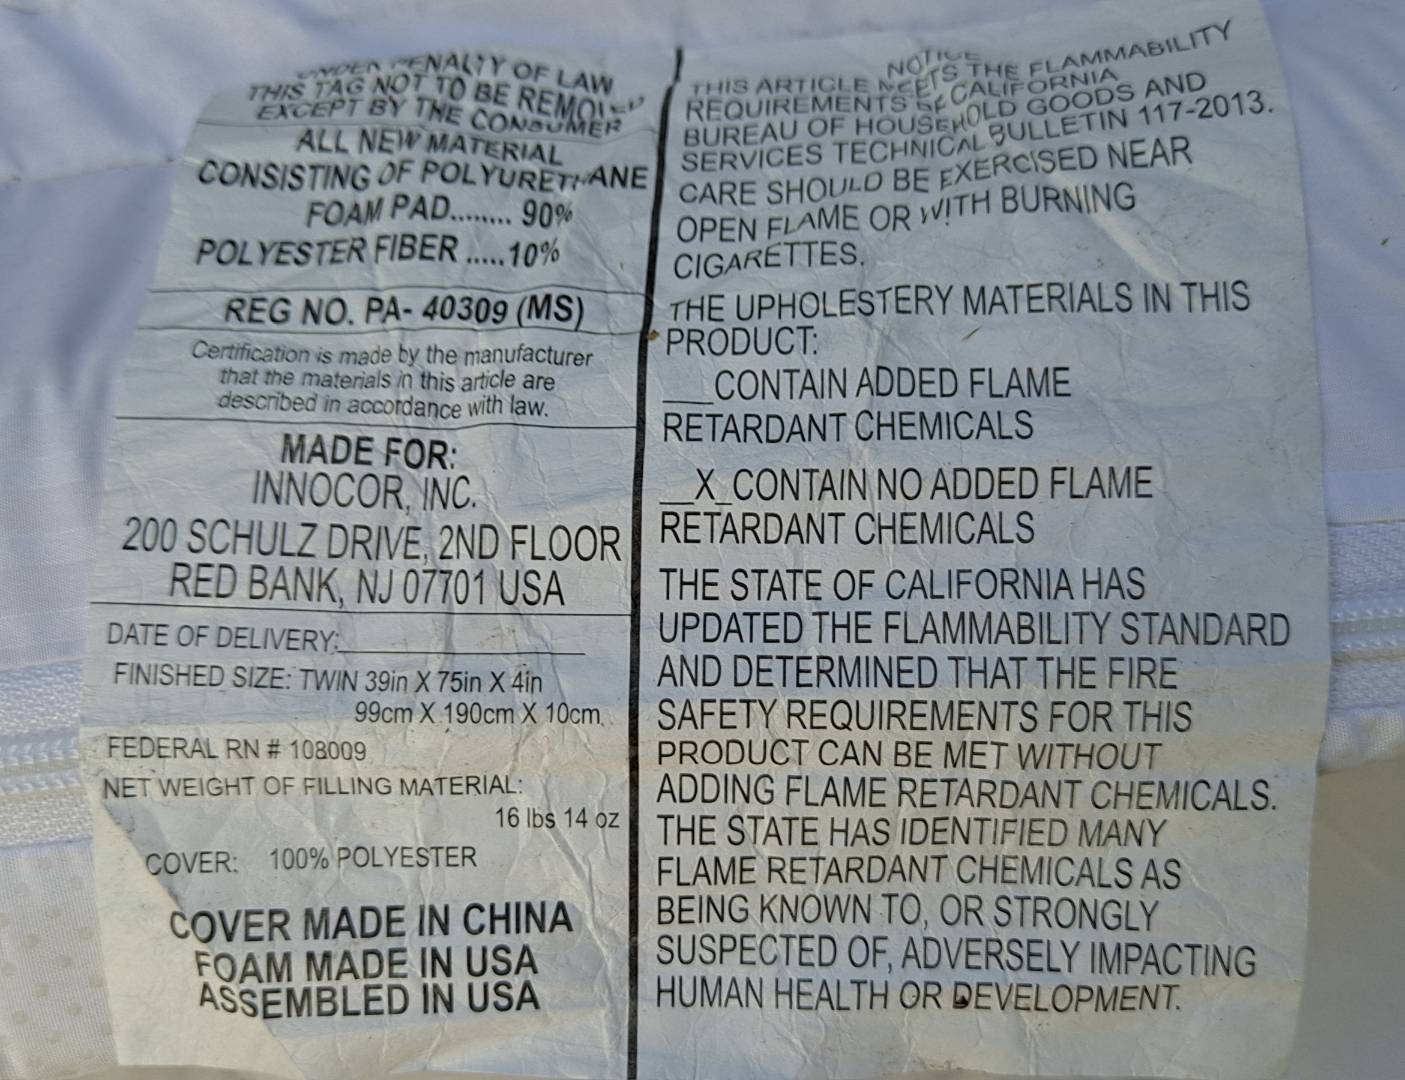 UNDER PENALTY OF LAW
THIS TAG NOT TO BE REMOVED
EXCEPT BY THE CONSUMER
ALL NEW MATERIAL
CONSISTING OF POLYURETHANE
FOAM PAD........ 90%
POLYESTER FIBER .....10%
REG NO. PA- 40309 (MS)
Certification is made by the manufacturer
that the materials in this article are
described in accordance with law.
MADE FOR:
INNOCOR, INC.
200 SCHULZ DRIVE, 2ND FLOOR
RED BANK, NJ 07701 USA
DATE OF DELIVERY:_______________
FINISHED SIZE: TWIN 39in X 75in X 4in
99cm X 190cm X 10cm
FEDERAL RN # 108009
NET WEIGHT OF FILLING MATERIAL:
16 lbs 14 oz
COVER: 100% POLYESTER
COVER MADE IN CHINA
FOAM MADE IN USA
ASSEMBLED IN USA
NOTICE
THIS ARTICLE MEETS THE FLAMMABILITY
REQUIREMENTS OF CALIFORNIA
BUREAU OF HOUSEHOLD GOODS AND
SERVICES TECHNICAL BULLETIN 117-2013.
CARE SHOULD BE EXERCISED NEAR
OPEN FLAME OR WITH BURNING
CIGARETTES.
THE UPHOLESTERY MATERIALS IN THIS
PRODUCT:
___CONTAIN ADDED FLAME
RETARDANT CHEMICALS
__X_CONTAIN NO ADDED FLAME
RETARDANT CHEMICALS
THE STATE OF CALIFORNIA HAS
UPDATED THE FLAMMABILITY STANDARD
AND DETERMINED THAT THE FIRE
SAFETY REQUIREMENTS FOR THIS
PRODUCT CAN BE MET WITHOUT
ADDING FLAME RETARDANT CHEMICALS.
THE STATE HAS IDENTIFIED MANY
FLAME RETARDANT CHEMICALS AS
BEING KNOWN TO, OR STRONGLY
SUSPECTED OF, ADVERSELY IMPACTING
HUMAN HEALTH OR DEVELOPMENT.